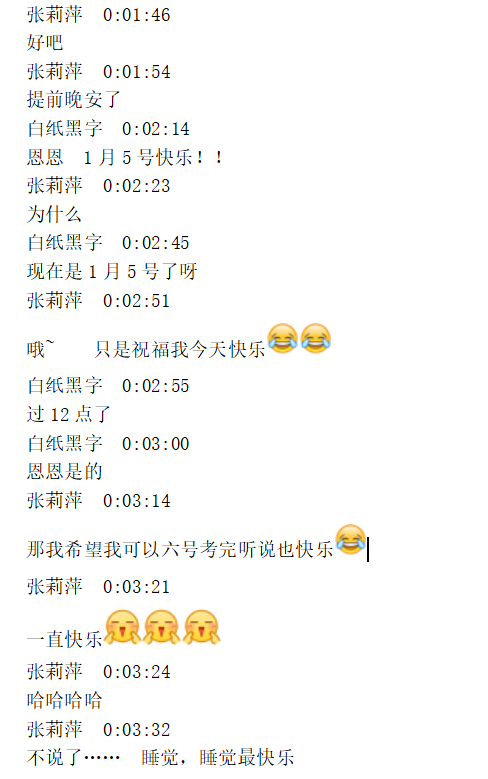 张莉萍  0:01:46
好吧
张莉萍  0:01:54
提前晚安了
白纸黑字  0:02:14
恩恩  1月5号快乐！！
张莉萍  0:02:23
为什么
白纸黑字  0:02:45
现在是1月5号了呀
张莉萍  0:02:51
哦~    只是祝福我今天快乐😂😂
白纸黑字  0:02:55
过12点了
白纸黑字  0:03:00
恩恩是的
张莉萍  0:03:14
那我希望我可以六号考完听说也快乐😂
张莉萍  0:03:21
一直快乐🤗🤗🤗
张莉萍  0:03:24
哈哈哈哈
张莉萍  0:03:32
不说了……  睡觉，睡觉最快乐